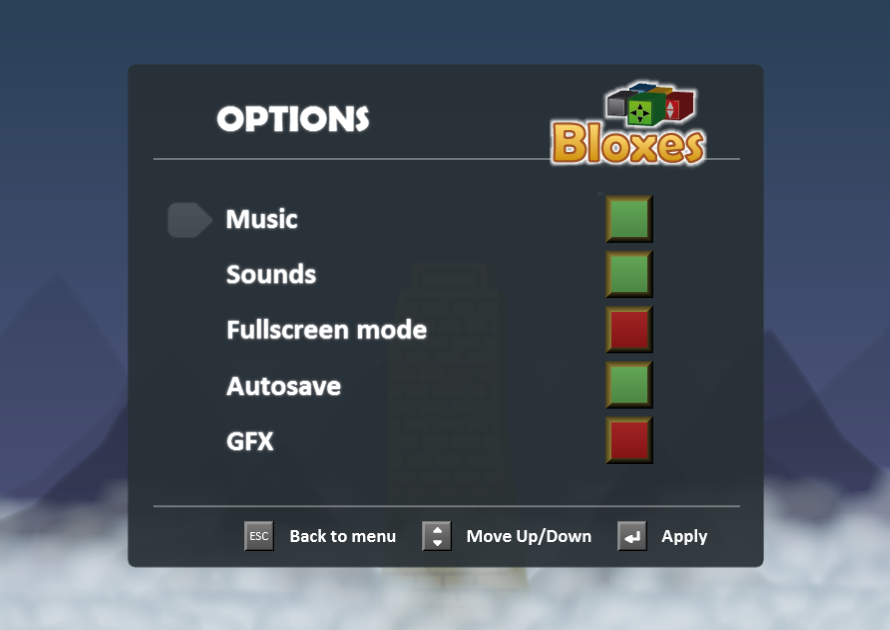 OPTIONS
Bloxes
Music
Sounds
Fullscreen mode
Autosave
GFX
ESC Back to menu Move Up/Down Apply